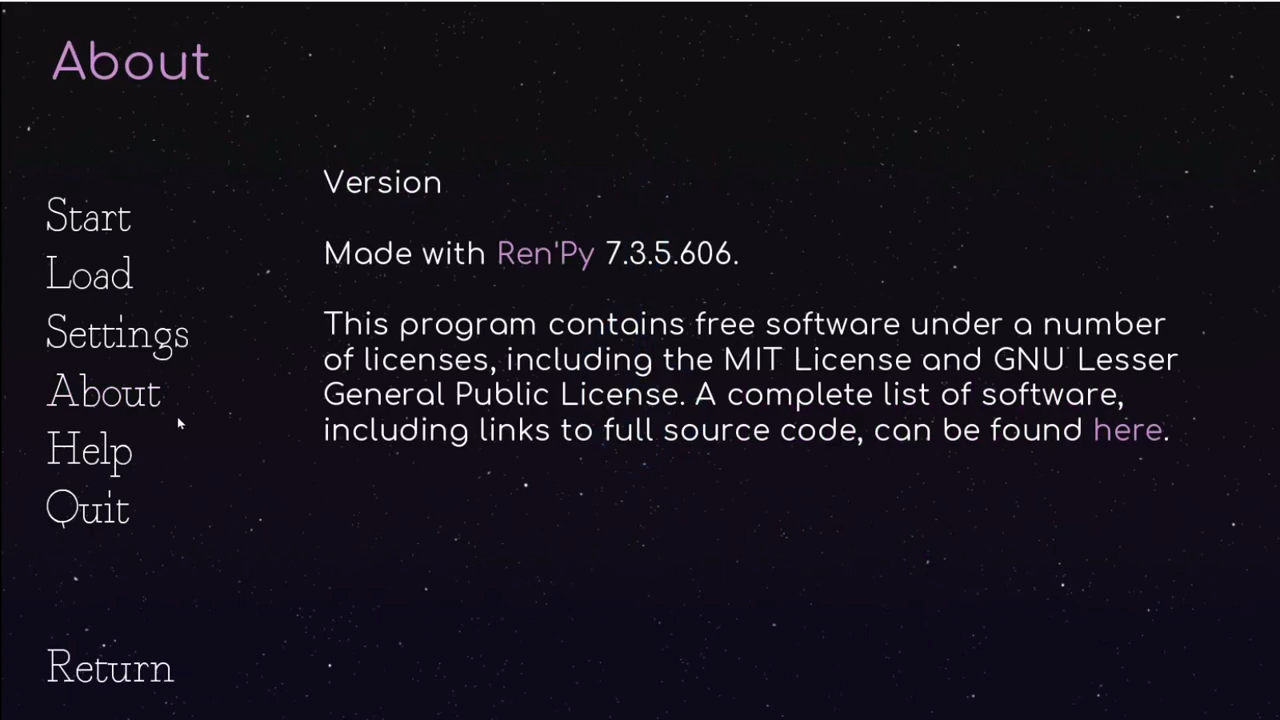 About
Start
Load
Settings
About
Help
Quit
Return
Version
Made with Ren'Py 7.3.5.606.
This program contains free software under a number
of licenses, including the MIT License and GNU Lesser
General Public License. A complete list of software,
including links to full source code, can be found here.